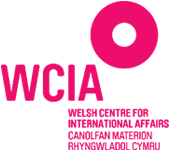 WCIA
WELSH CENTRE FOR
INTERNATIONAL AFFAIRS
CANOLFAN MATERION
RHYNGWLADOL CYMRU